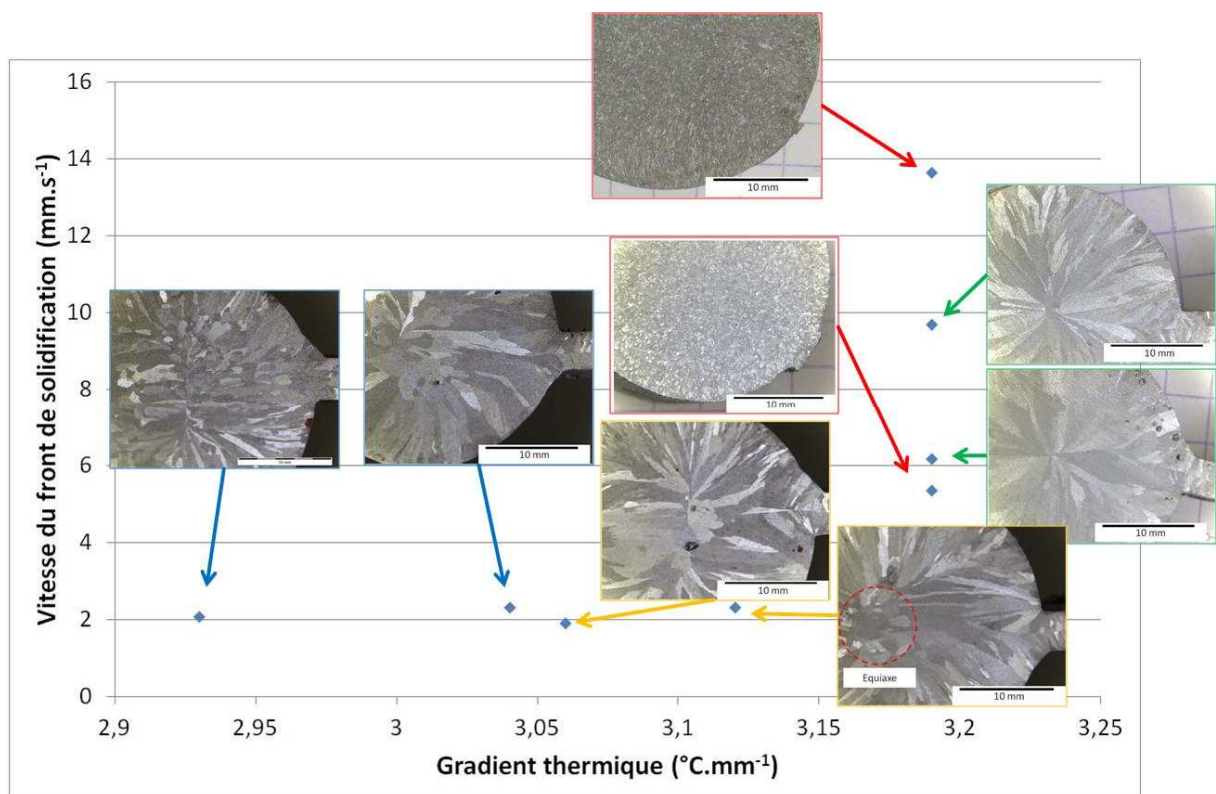 Vitesse du front de solidification (mm.s⁻¹)
16
14
12
10
8
6
4
2
0
2,9
2,95
3
3,05
3,1
3,15
3,2
3,25
Gradient thermique (°C.mm⁻¹)
10 mm
10 mm
10 mm
10 mm
10 mm
10 mm
10 mm
10 mm
Equiaxe
10 mm